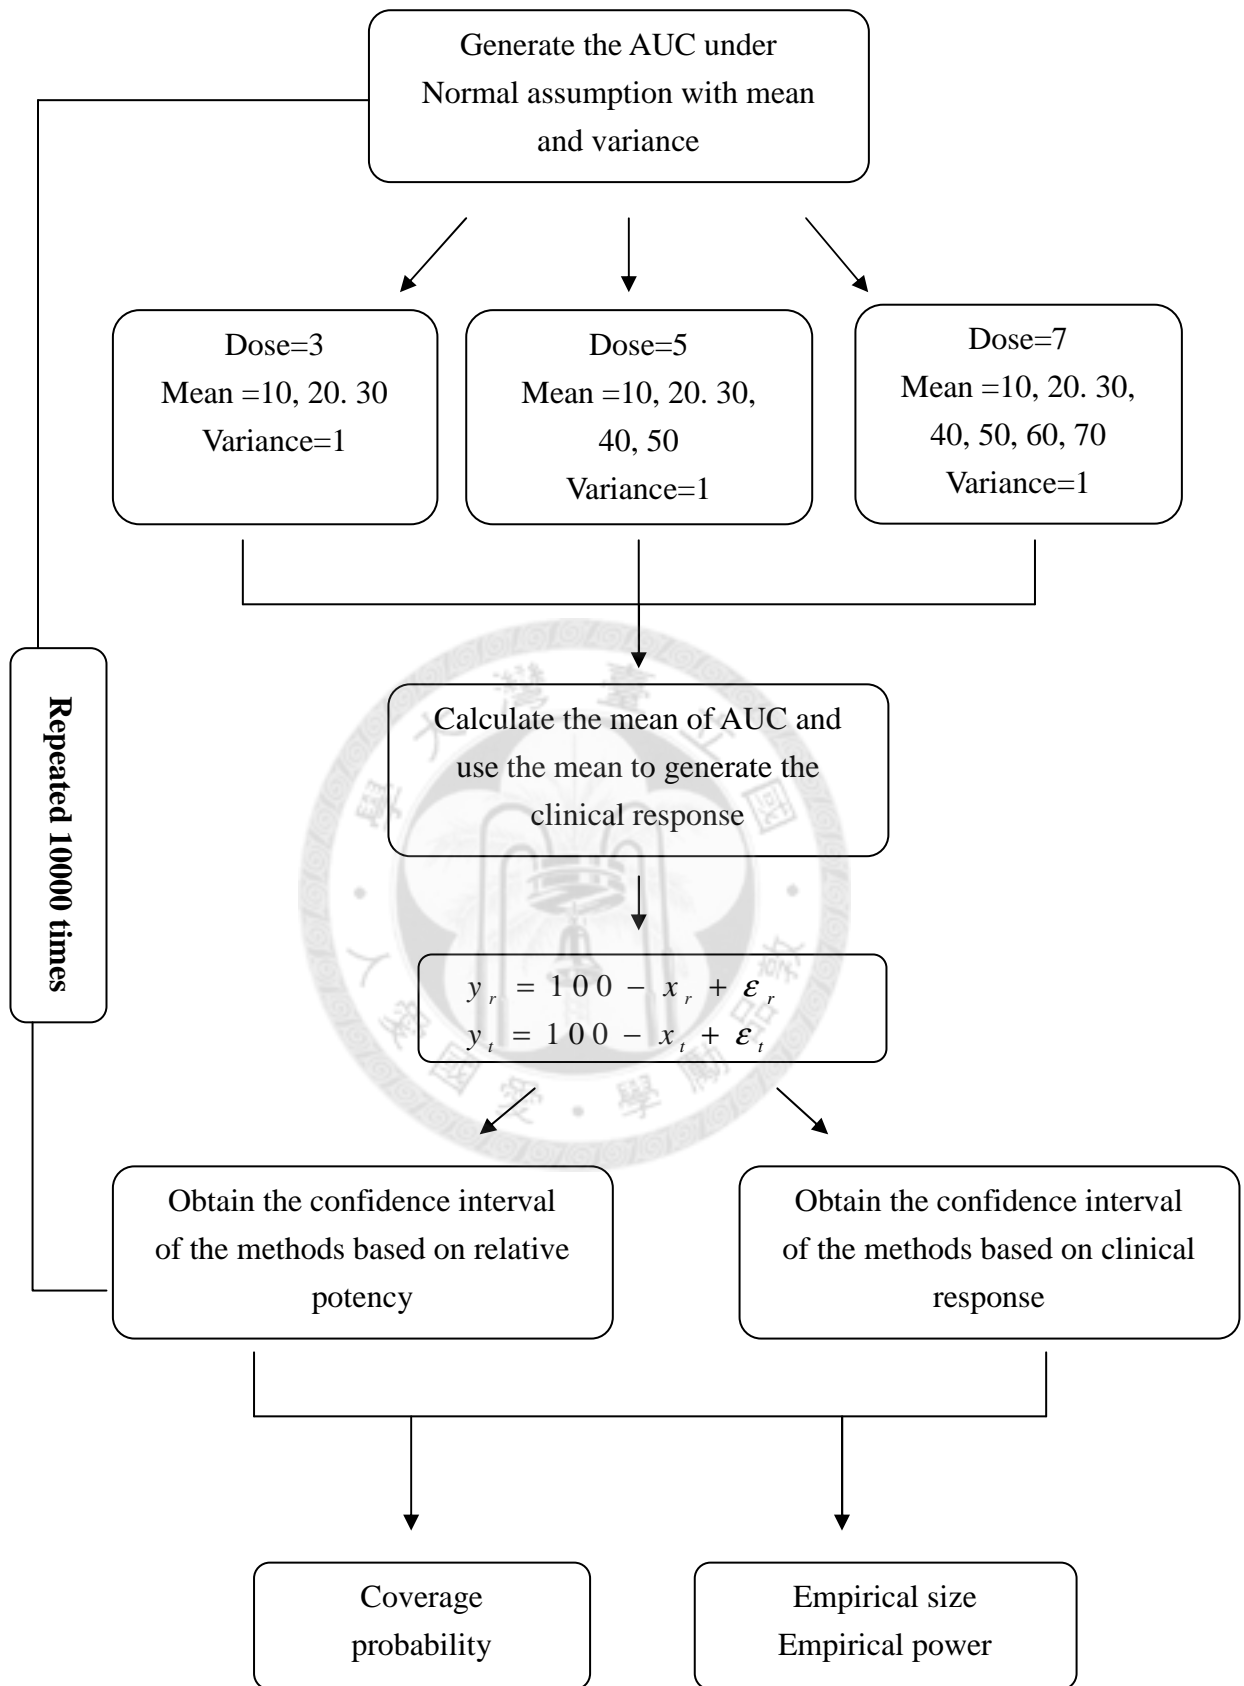 Generate the AUC under
Normal assumption with mean
and variance
Dose=3
Mean =10, 20. 30
Variance=1
Dose=5
Mean =10, 20. 30,
40, 50
Variance=1
Dose=7
Mean =10, 20. 30,
40, 50, 60, 70
Variance=1
Repeated 10000 times
Calculate the mean of AUC and
use the mean to generate the
clinical response
y_r = 100 − x_r + ε_r
y_t = 100 − x_t + ε_t
Obtain the confidence interval
of the methods based on relative
potency
Obtain the confidence interval
of the methods based on clinical
response
Coverage
probability
Empirical size
Empirical power
臺灣大學